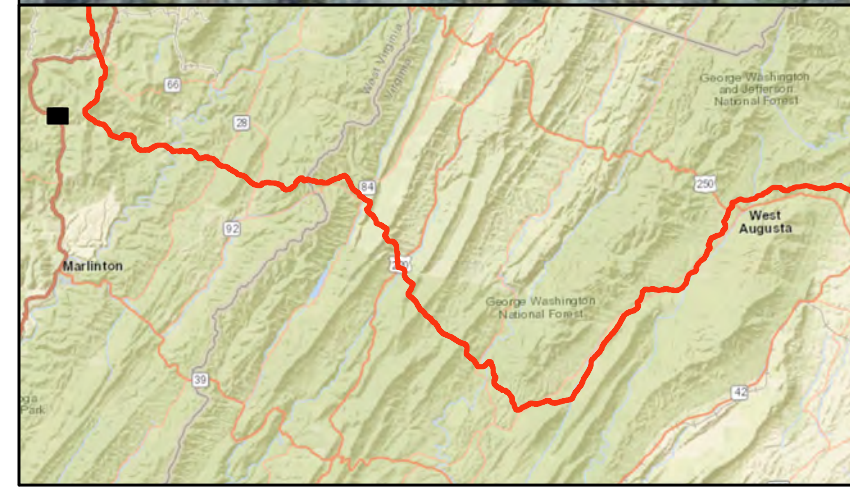 66
28
West Virginia
Virginia
George Washington
and Jefferson
National Forest
84
250
92
West
Augusta
Marlinton
George Washington
National Forest
39
42
Park